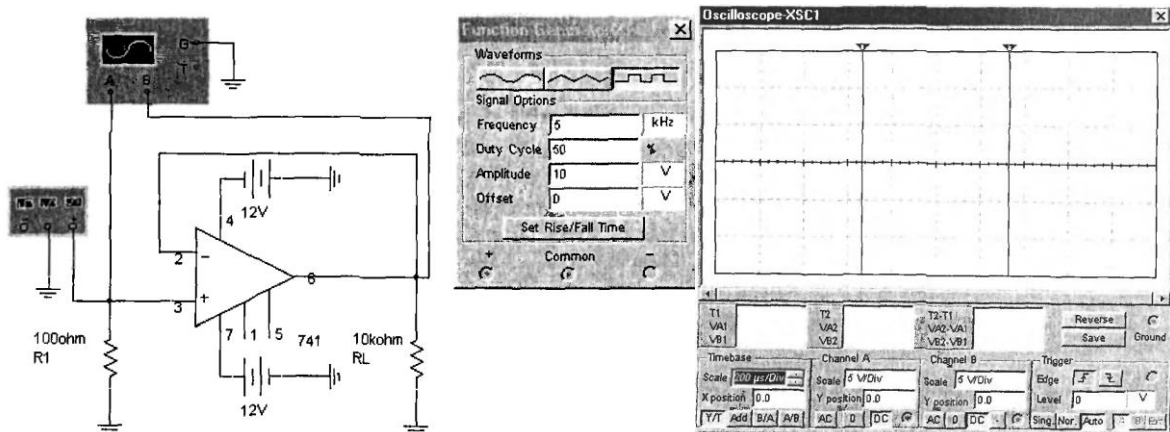 G
T
A B
12V
4
2
3
6
7 1 5 741
100ohm
R1
10kohm
RL
12V
Waveforms
Signal Options
Frequency 5 kHz
Duty Cycle 50 %
Amplitude 10 V
Offset 0 V
Set Rise/Fall Time
+ Common −
Oscilloscope-XSC1
T1 T2 T2-T1
VA1 VA2 VA2-VA1
VB1 VB2 VB2-VB1
Reverse
Save
Ground
Timebase Channel A Channel B Trigger
Scale 200 µs/Div Scale 5 V/Div Scale 5 V/Div Edge
X position 0.0 Y position 0.0 Y position 0.0 Level 0 V
Y/T Add B/A A/B AC 0 DC AC 0 DC - Sing. Nor. Auto A B Ext